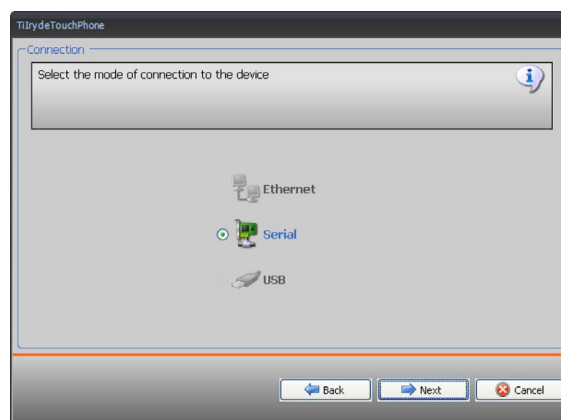 TiIrydeTouchPhone
Connection
Select the mode of connection to the device
Ethernet
Serial
USB
Back
Next
Cancel